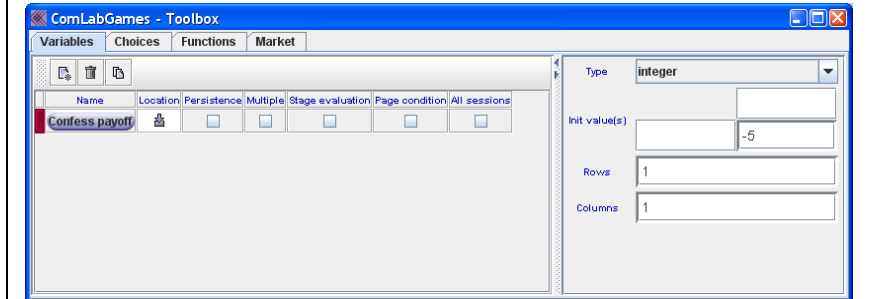 ComLabGames - Toolbox
Variables Choices Functions Market
Name Location Persistence Multiple Stage evaluation Page condition All sessions
Confess payoff
Type integer
Init value(s)
-5
Rows 1
Columns 1